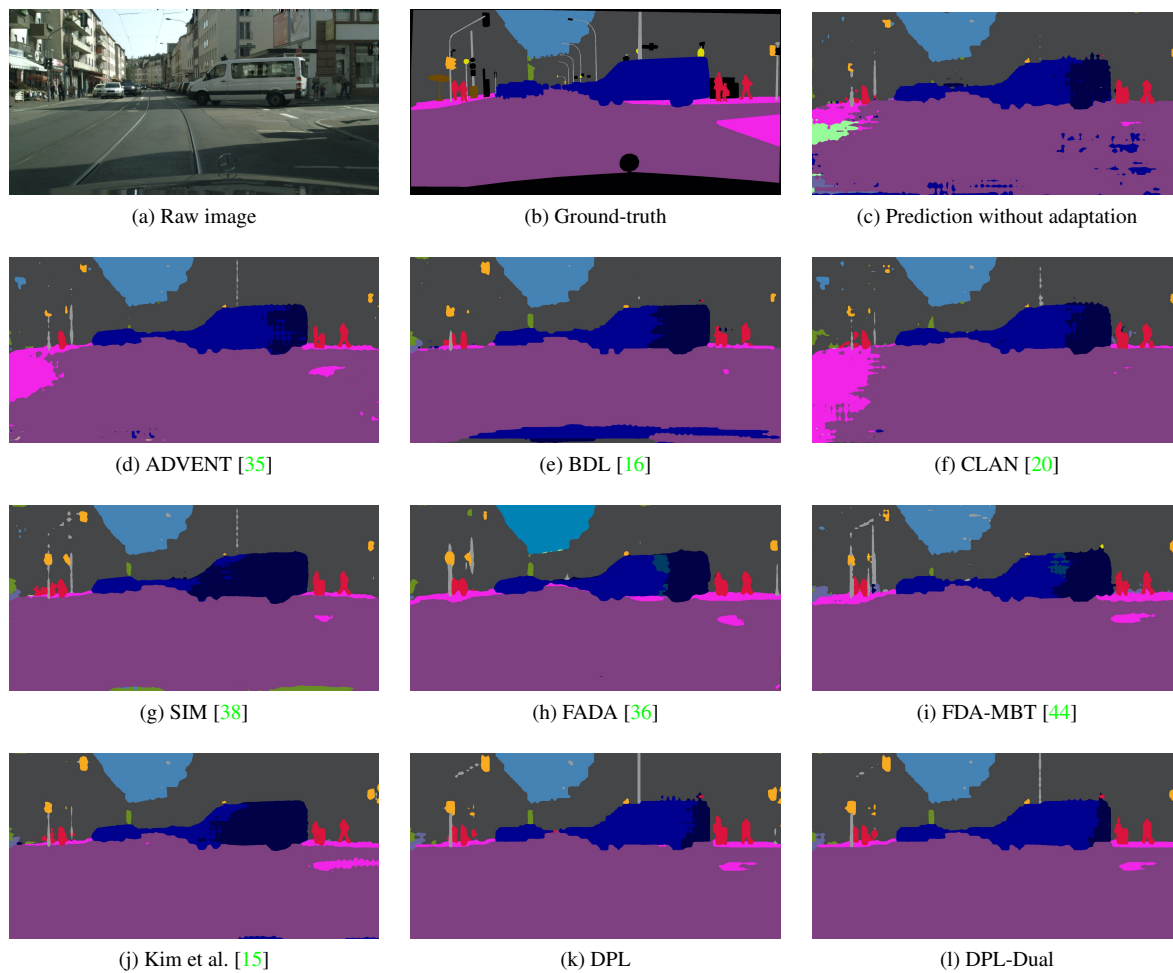 (a) Raw image
(b) Ground-truth
(c) Prediction without adaptation
(d) ADVENT [35]
(e) BDL [16]
(f) CLAN [20]
(g) SIM [38]
(h) FADA [36]
(i) FDA-MBT [44]
(j) Kim et al. [15]
(k) DPL
(l) DPL-Dual